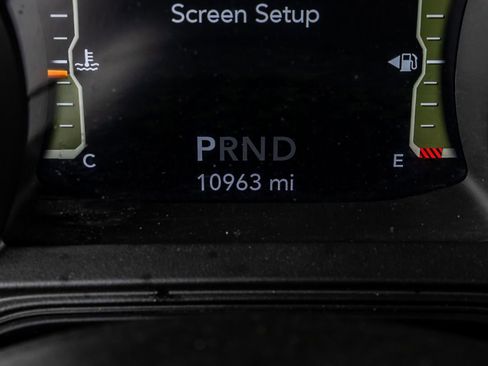 Screen Setup
C
PRND
E
10963 mi